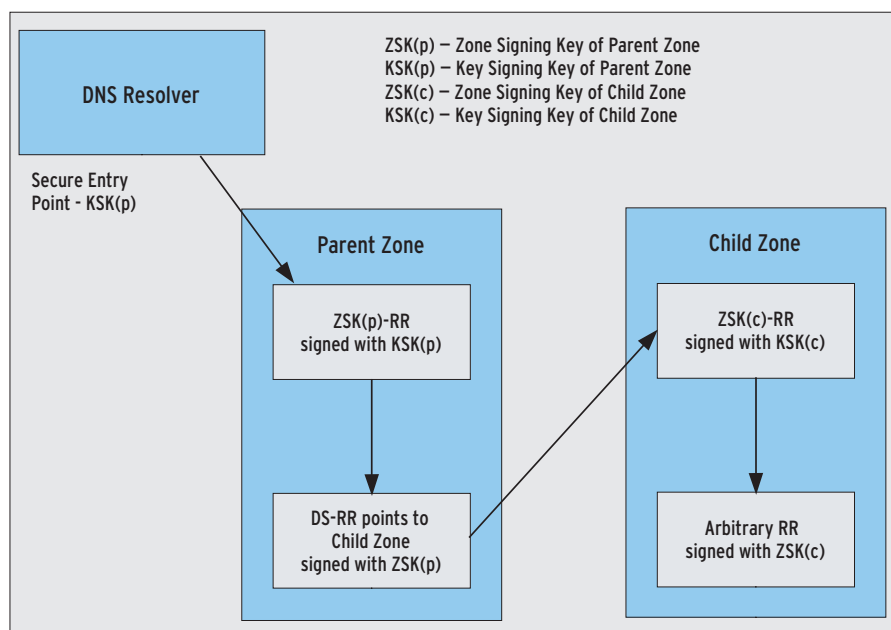 ZSK(p) – Zone Signing Key of Parent Zone
KSK(p) – Key Signing Key of Parent Zone
ZSK(c) – Zone Signing Key of Child Zone
KSK(c) – Key Signing Key of Child Zone
DNS Resolver
Secure Entry
Point - KSK(p)
Parent Zone
ZSK(p)-RR
signed with KSK(p)
DS-RR points to
Child Zone
signed with ZSK(p)
Child Zone
ZSK(c)-RR
signed with KSK(c)
Arbitrary RR
signed with ZSK(c)